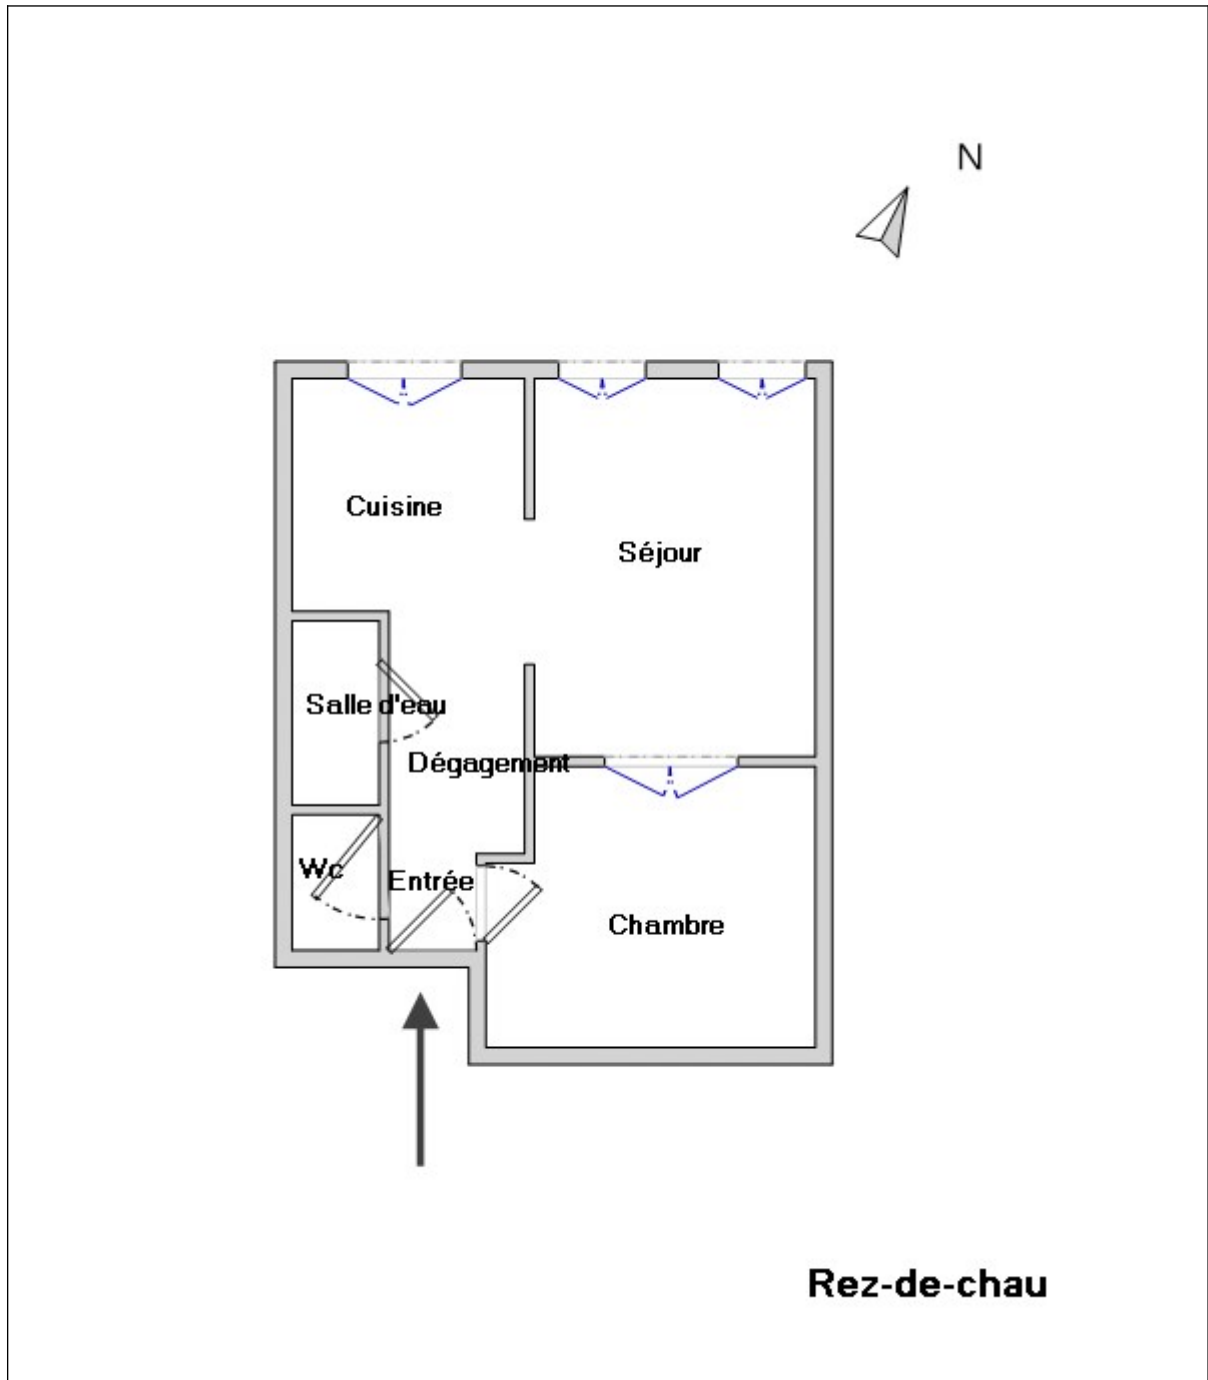 N
Cuisine
Séjour
Salle d'eau
Dégagement
Wc
Entrée
Chambre
Rez-de-chau